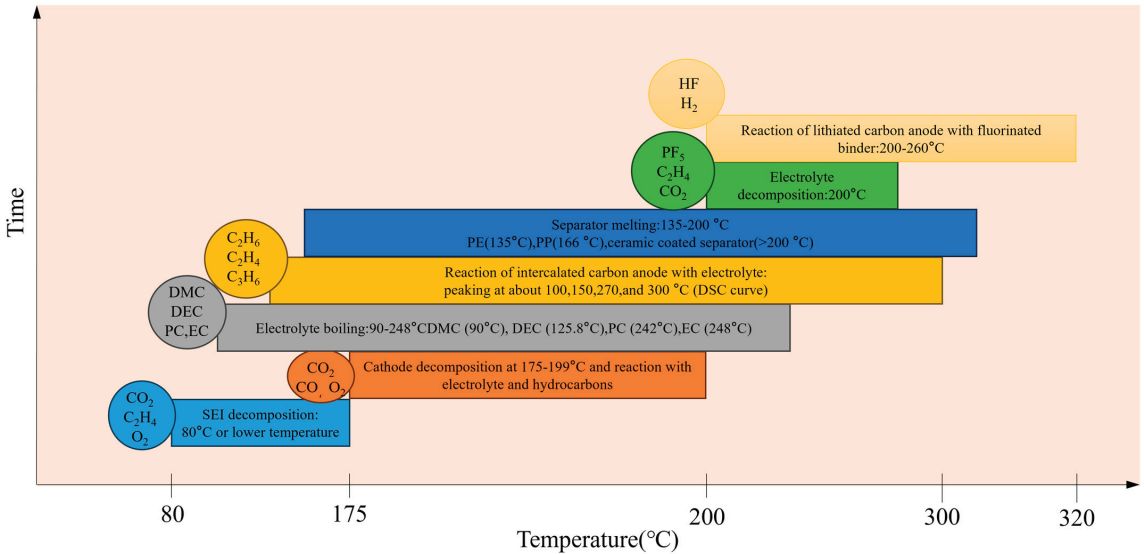 Time
HF
H₂
Reaction of lithiated carbon anode with fluorinated
binder:200-260°C
PF₅
C₂H₄
CO₂
Electrolyte
decomposition:200°C
Separator melting:135-200 °C
PE(135°C),PP(166 °C),ceramic coated separator(>200 °C)
C₂H₆
C₂H₄
C₃H₆
Reaction of intercalated carbon anode with electrolyte:
peaking at about 100,150,270,and 300 °C (DSC curve)
DMC
DEC
PC,EC
Electrolyte boiling:90-248°CDMC (90°C), DEC (125.8°C),PC (242°C),EC (248°C)
CO₂
CO, O₂
Cathode decomposition at 175-199°C and reaction with
electrolyte and hydrocarbons
CO₂
C₂H₄
O₂
SEI decomposition:
80°C or lower temperature
80 175 200 300 320
Temperature(°C)